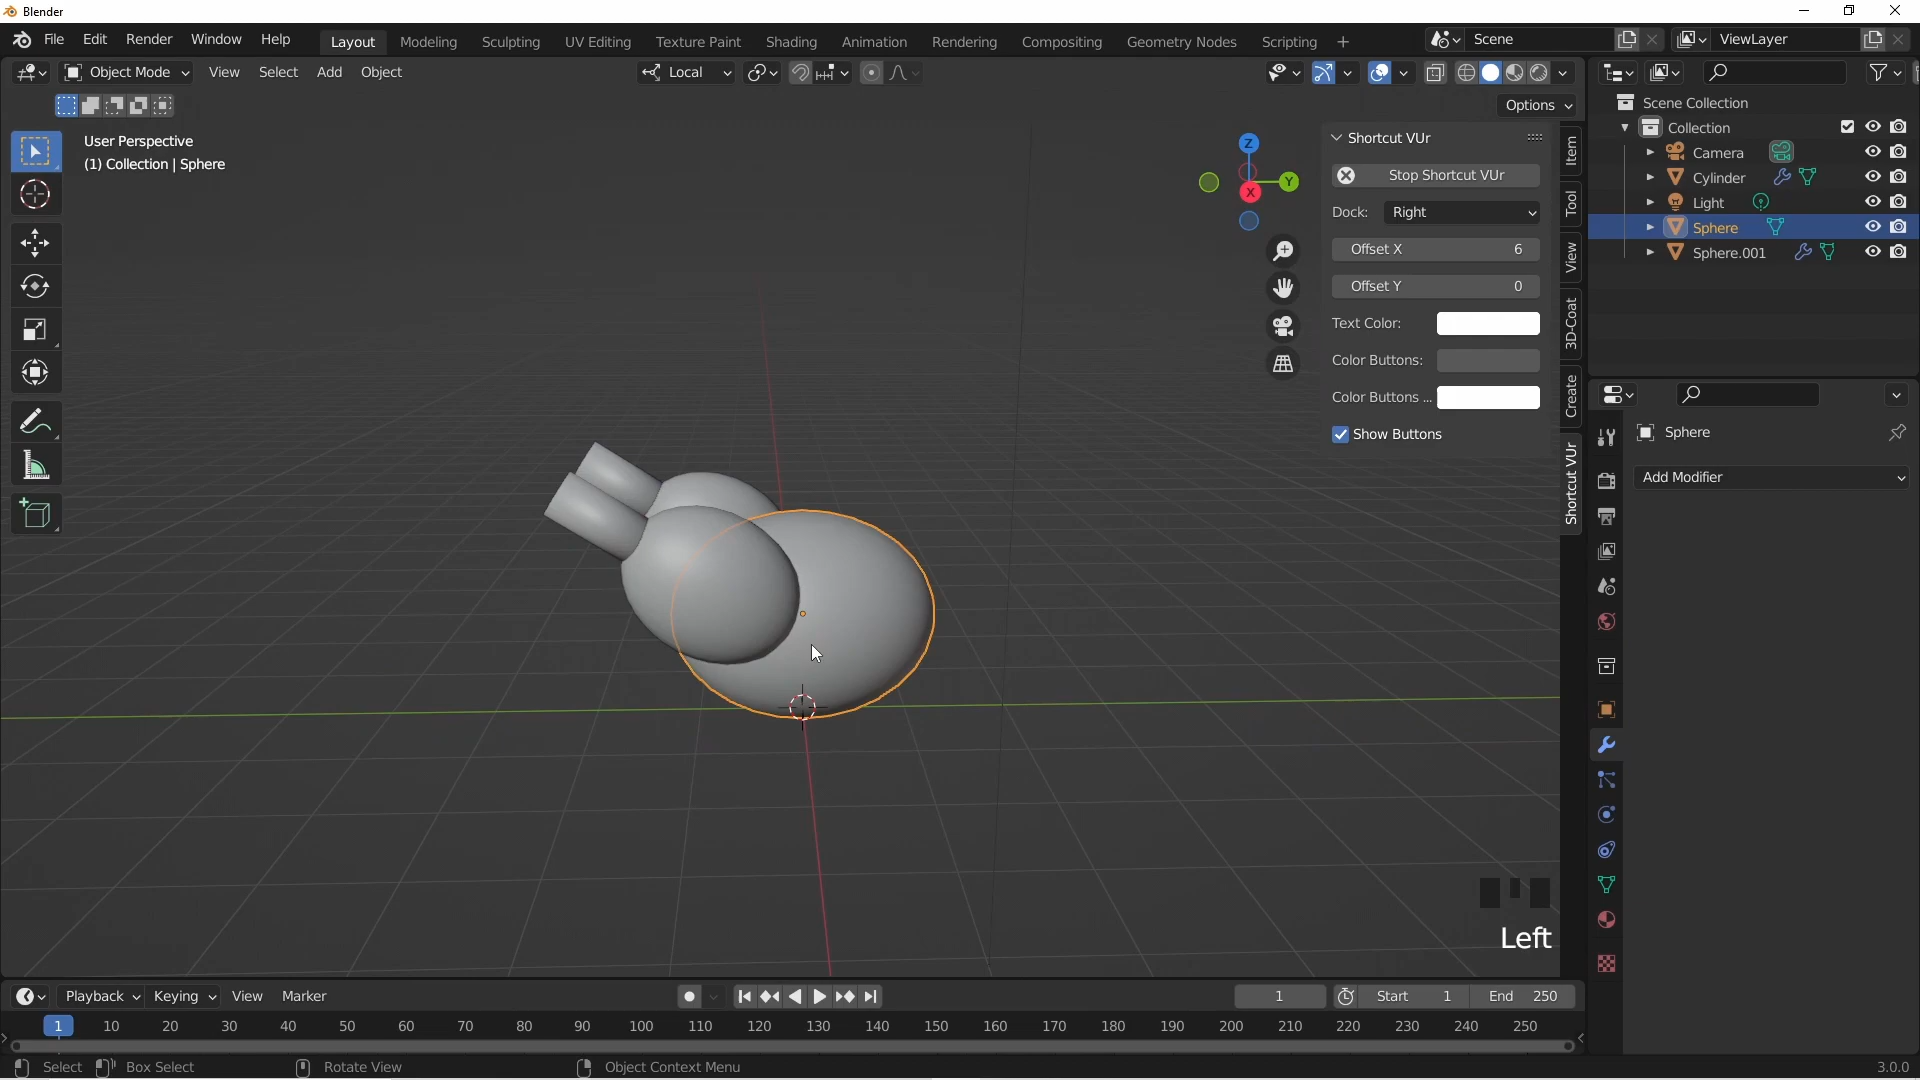 Blender
File Edit Render Window Help Layout Modeling Sculpting UV Editing Texture Paint Shading Animation Rendering Compositing Geometry Nodes Scripting + Scene ViewLayer
Object Mode View Select Add Object Local
Options
User Perspective
(1) Collection | Sphere
Z
Y
X
Shortcut VUr
Stop Shortcut VUr
Dock: Right
Offset X 6
Offset Y 0
Text Color:
Color Buttons:
Color Buttons ...
Show Buttons
Item
Tool
View
3D-Coat
Create
Shortcut VUr
Scene Collection
Collection
Camera
Cylinder
Light
Sphere
Sphere.001
Sphere
Add Modifier
Left
Playback Keying View Marker 1 Start 1 End 250
1 10 20 30 40 50 60 70 80 90 100 110 120 130 140 150 160 170 180 190 200 210 220 230 240 250
Select Box Select Rotate View Object Context Menu 3.0.0